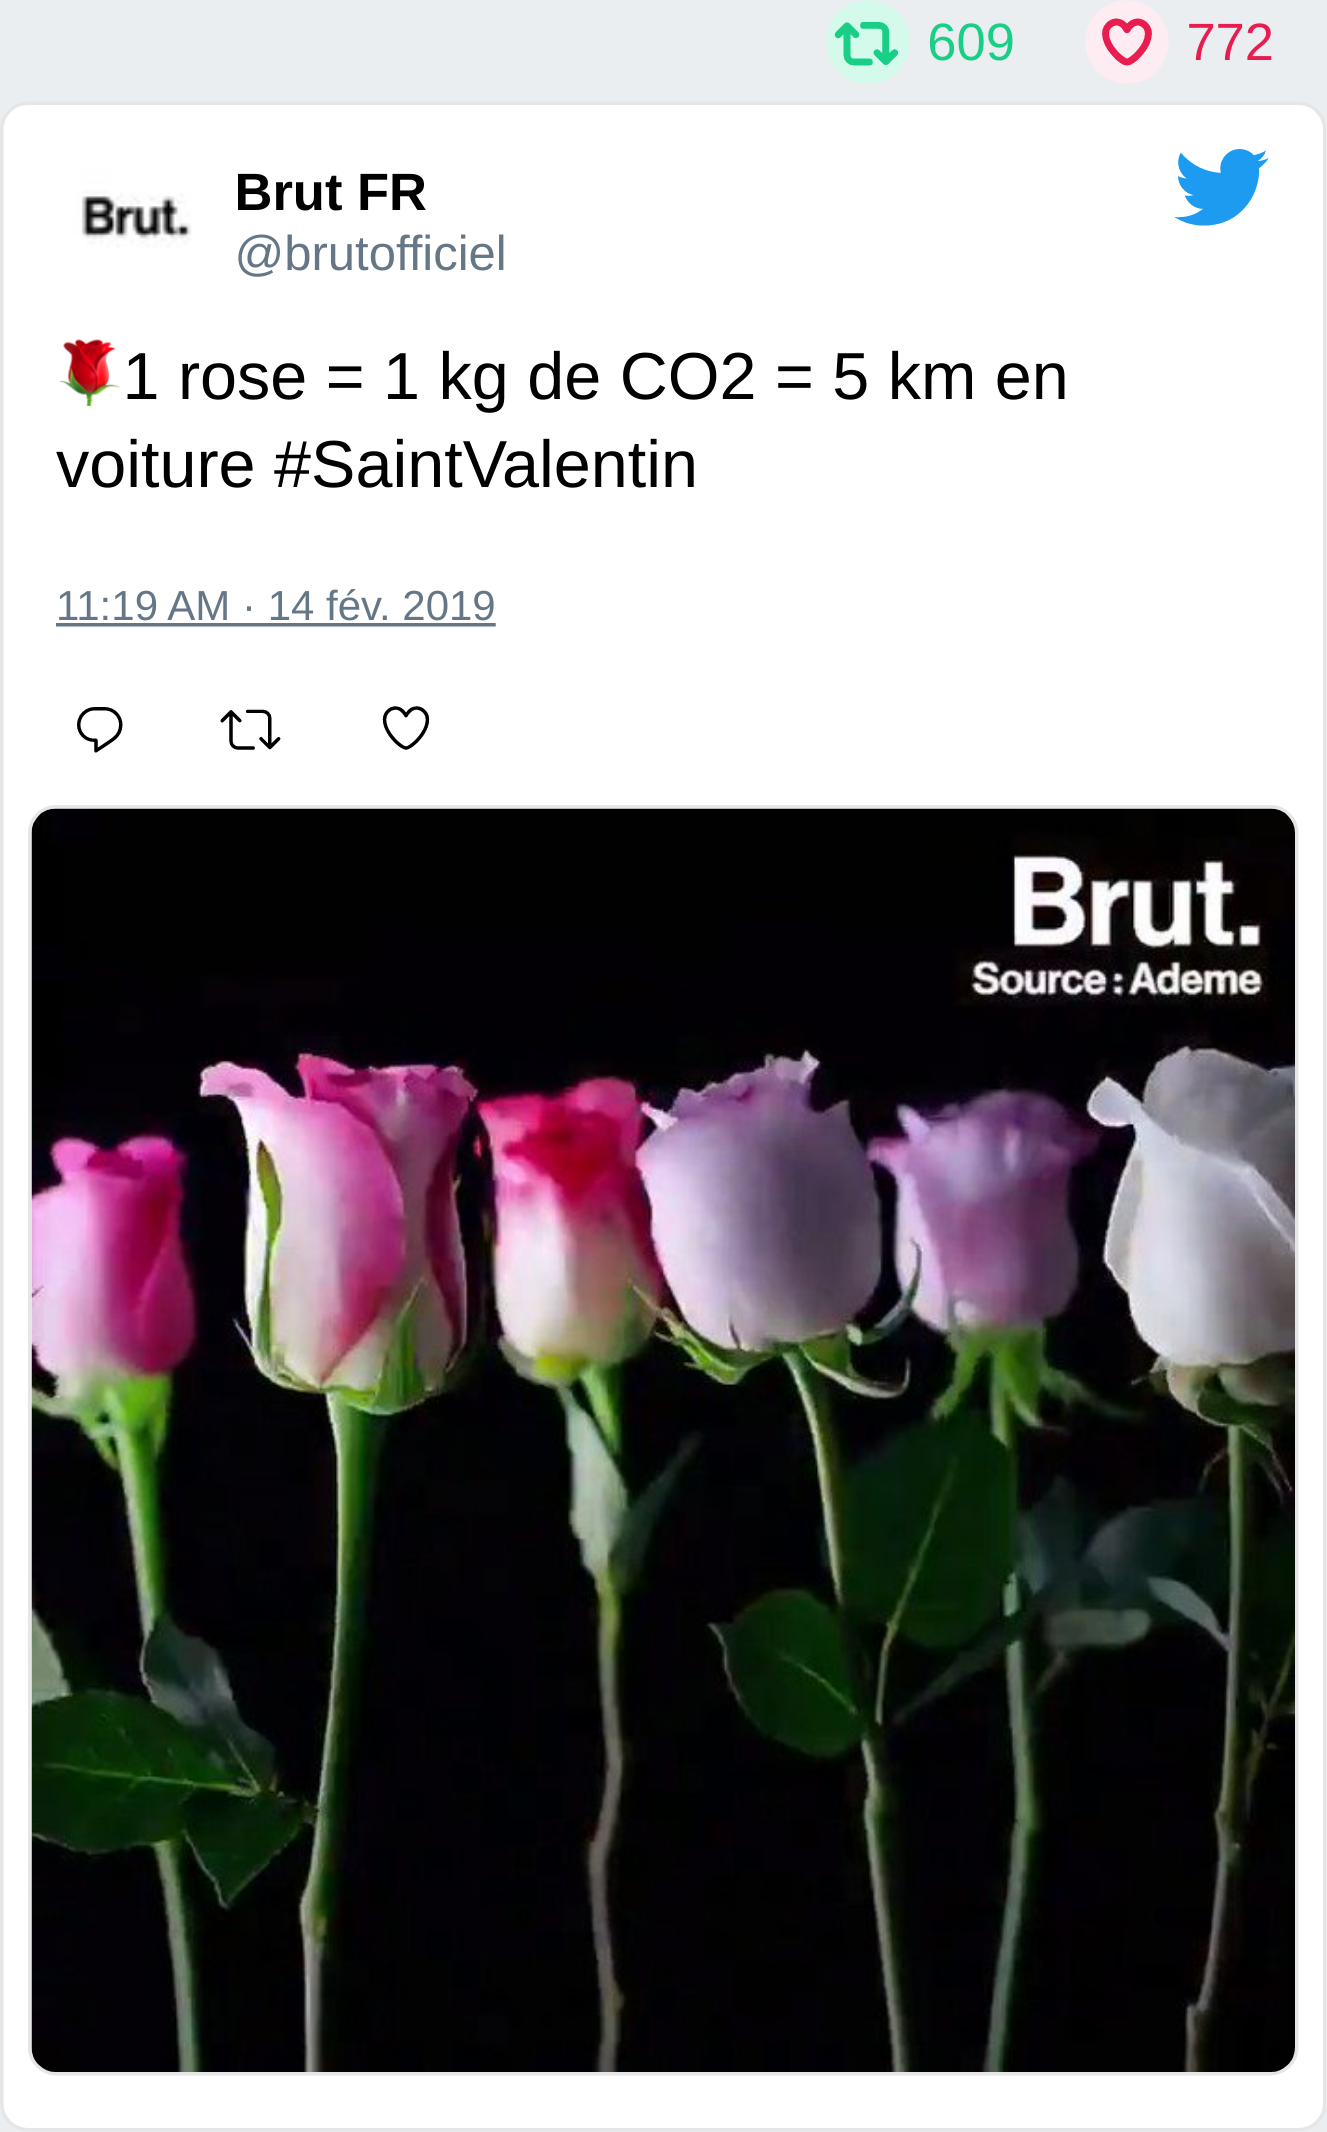 609 772
Brut.
Brut FR
@brutofficiel
🌹1 rose = 1 kg de CO2 = 5 km en
voiture #SaintValentin
11:19 AM · 14 fév. 2019
Brut.
Source : Ademe